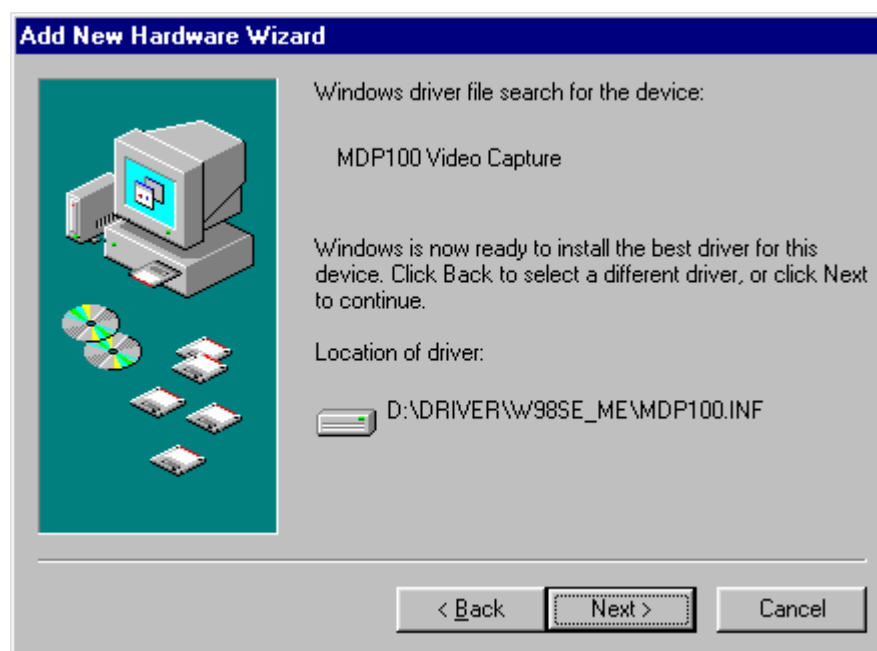 Add New Hardware Wizard
Windows driver file search for the device:
MDP100 Video Capture
Windows is now ready to install the best driver for this
device. Click Back to select a different driver, or click Next
to continue.
Location of driver:
D:\DRIVER\W98SE_ME\MDP100.INF
< Back
Next >
Cancel